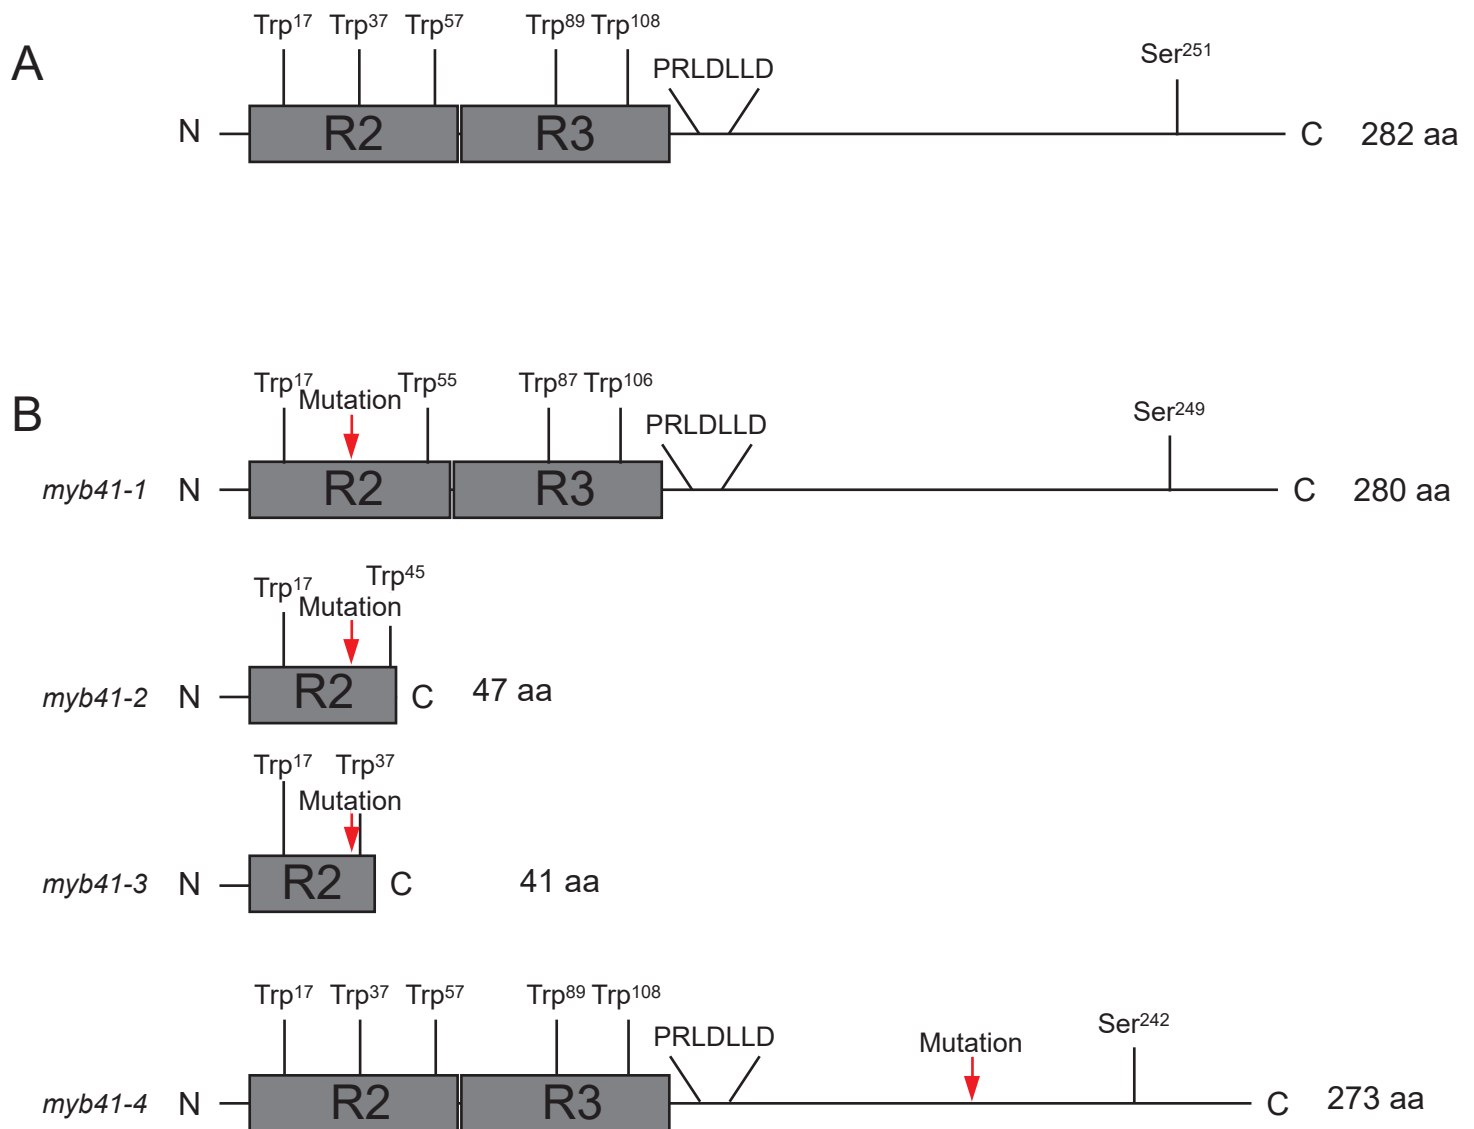 A
Trp17 Trp37 Trp57 Trp89 Trp108
PRLDLLD
Ser251
N R2 R3 C 282 aa
B
Trp17 Mutation Trp55 Trp87 Trp106
PRLDLLD
Ser249
myb41-1 N R2 R3 C 280 aa
Trp17 Mutation Trp45
myb41-2 N R2 C 47 aa
Trp17 Trp37
Mutation
myb41-3 N R2 C 41 aa
Trp17 Trp37 Trp57 Trp89 Trp108
PRLDLLD Mutation Ser242
myb41-4 N R2 R3 C 273 aa